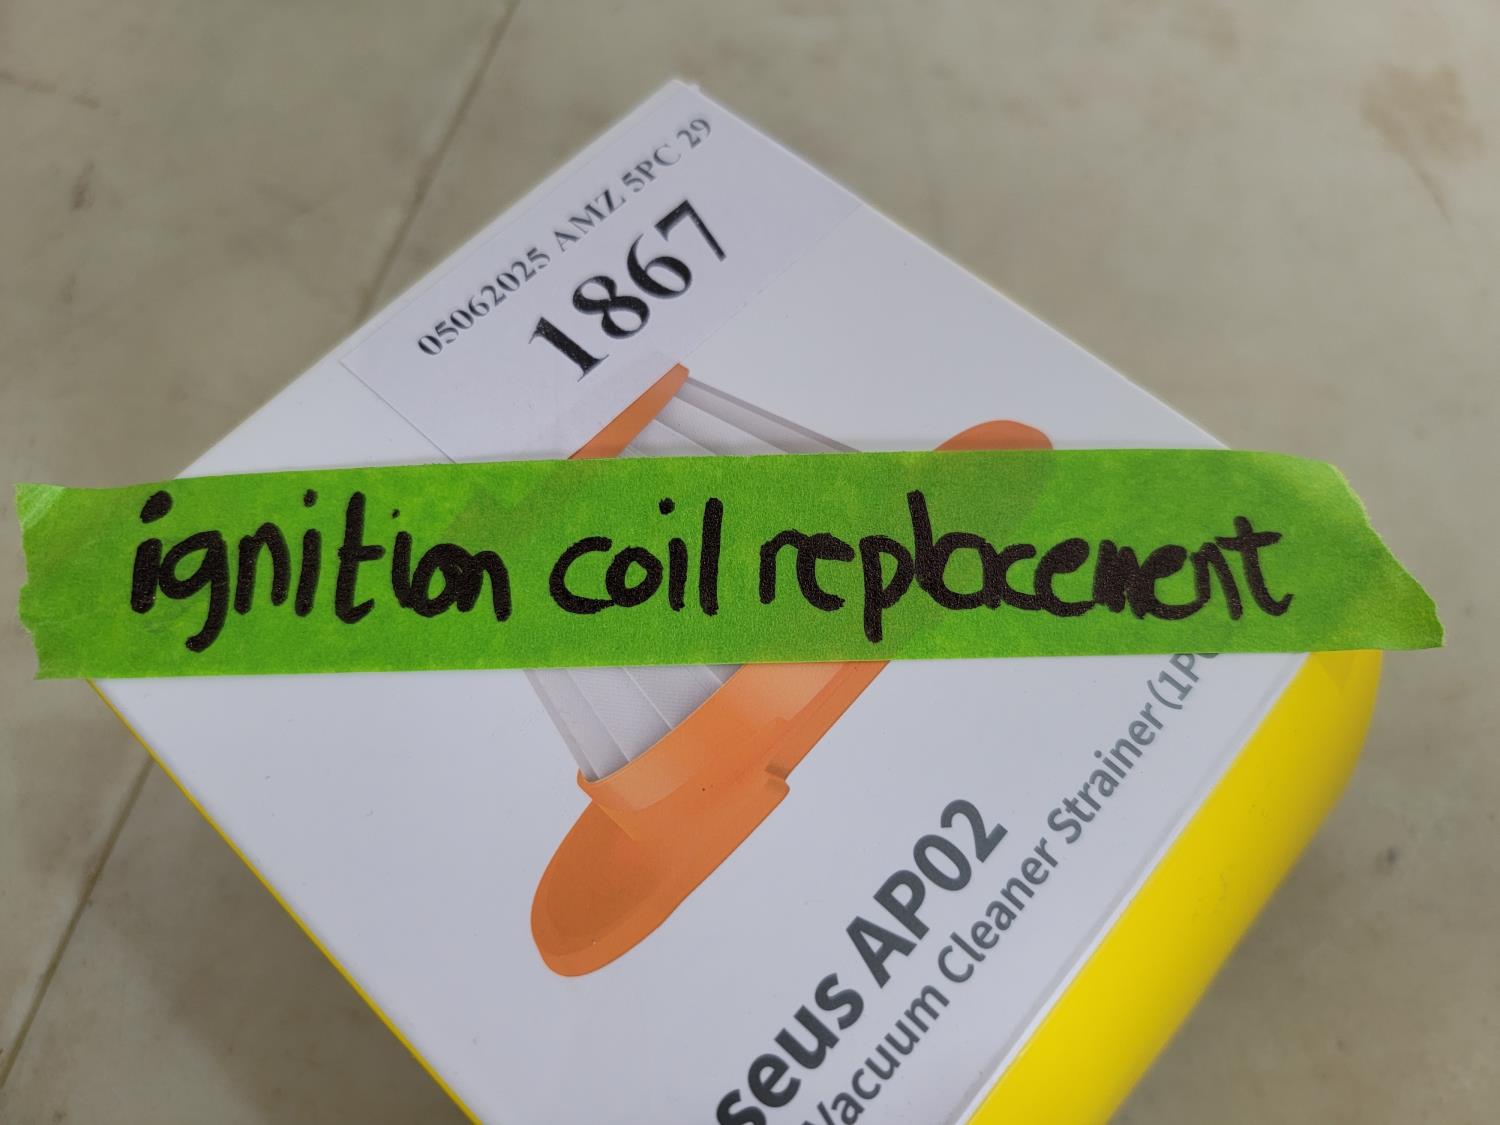 05062025 AMZ 5PC 29
1867
ignition coil replacement
seus AP02
Vacuum Cleaner Strainer (1P